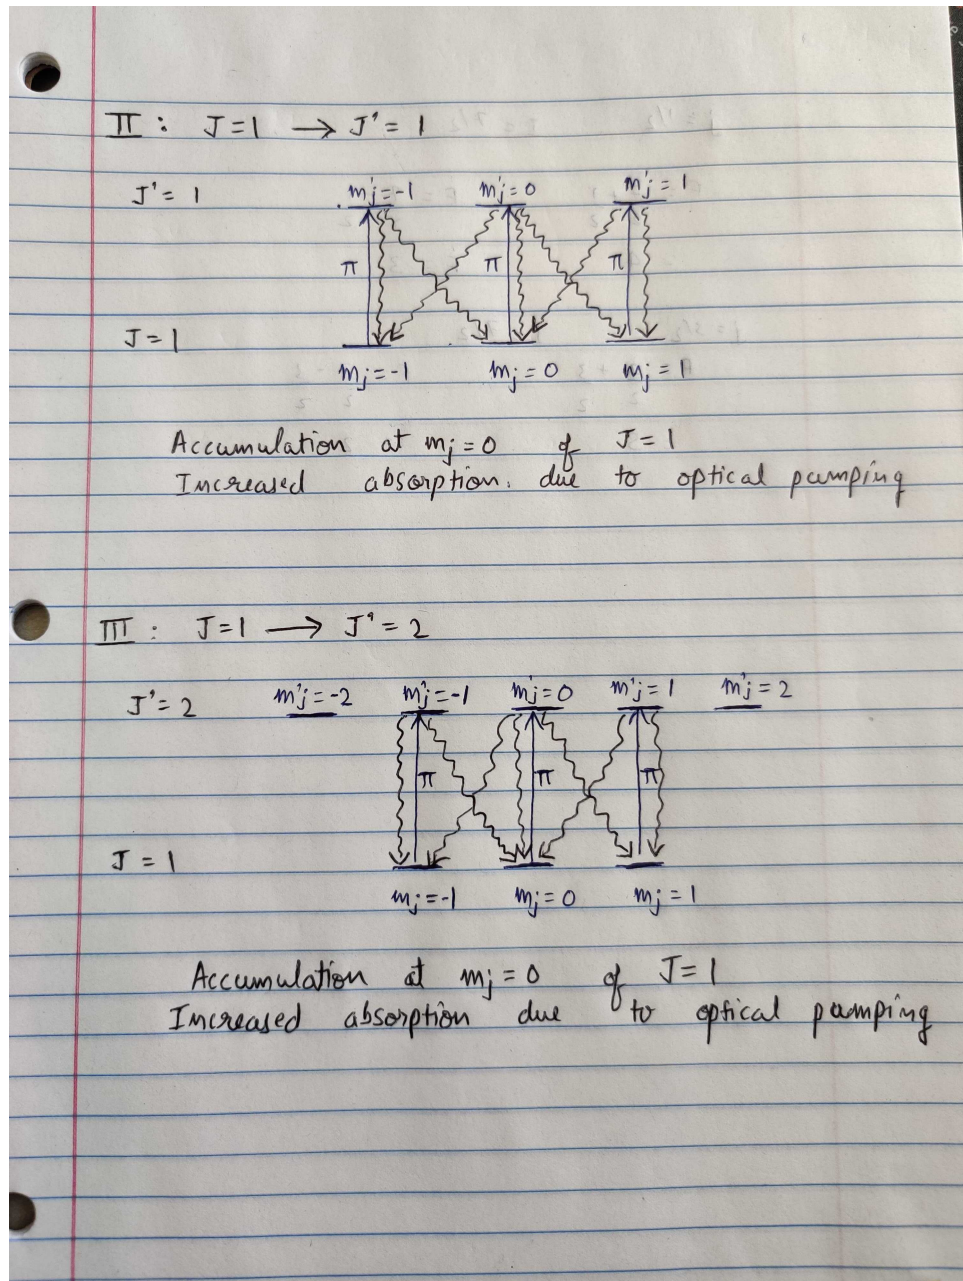 II : J=1 → J' = 1
J' = 1 m'j = -1 m'j = 0 m'j = 1
π π π
J = 1
mj = -1 mj = 0 mj = 1
Accumulation at mj = 0 of J = 1
Increased absorption. due to optical pumping
III : J=1 → J' = 2
J' = 2 m'j = -2 m'j = -1 m'j = 0 m'j = 1 m'j = 2
π π π
J = 1
mj = -1 mj = 0 mj = 1
Accumulation at mj = 0 of J = 1
Increased absorption due to optical pumping